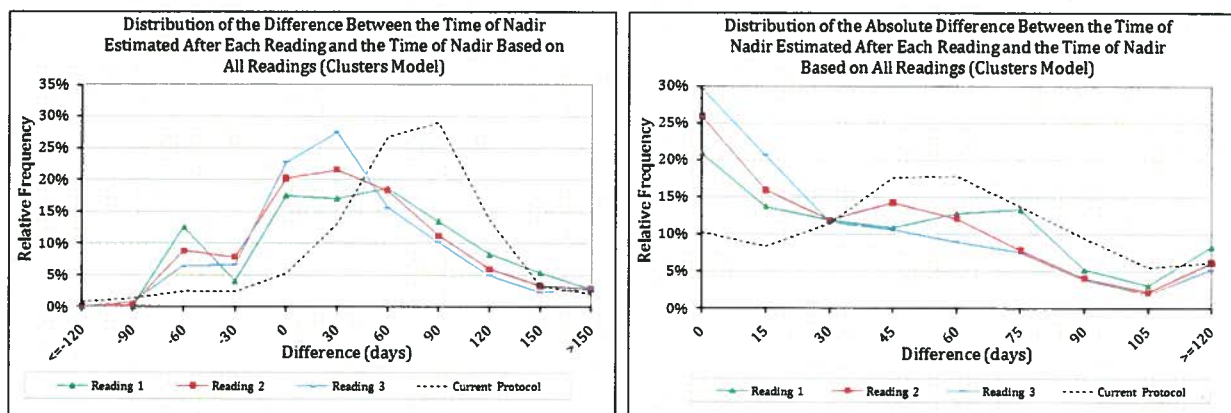 Distribution of the Difference Between the Time of Nadir
Estimated After Each Reading and the Time of Nadir Based on
All Readings (Clusters Model)
Relative Frequency
35%
30%
25%
20%
15%
10%
5%
0%
<=-120
-90
-60
-30
0
30
60
90
120
150
>150
Difference (days)
Reading 1
Reading 2
Reading 3
Current Protocol
Distribution of the Absolute Difference Between the Time of
Nadir Estimated After Each Reading and the Time of Nadir
Based on All Readings (Clusters Model)
Relative Frequency
30%
25%
20%
15%
10%
5%
0%
0
15
30
45
60
75
90
105
>=120
Difference (days)
Reading 1
Reading 2
Reading 3
Current Protocol